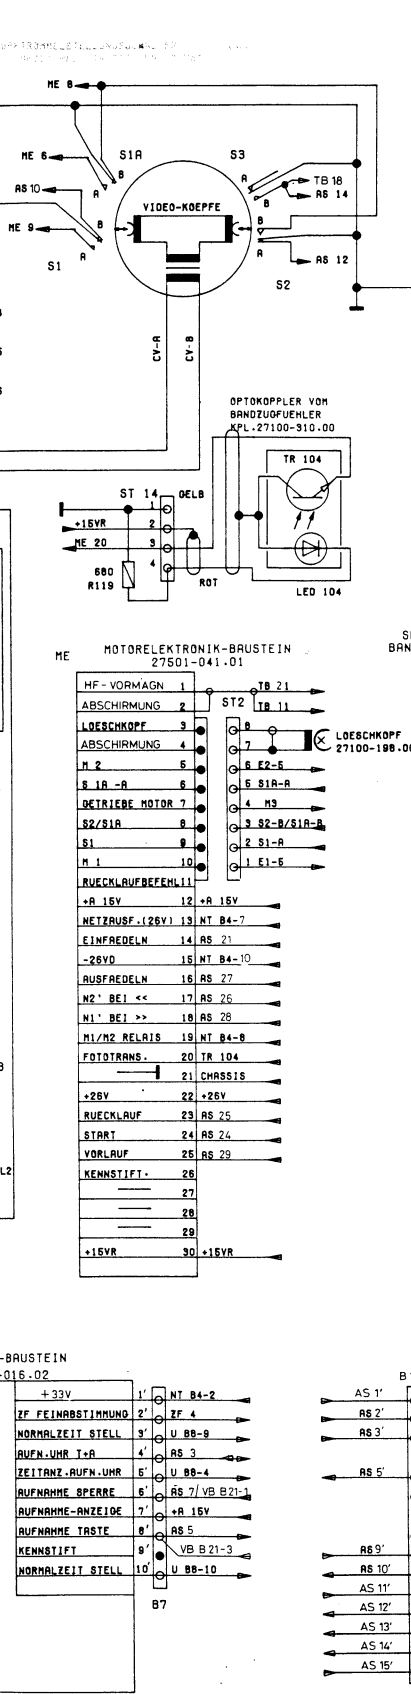 ME 8
ME 6
S1A
S3
B
A
A
B
TB 18
AS 10
AS 14
VIDEO-KOEPFE
ME 9
B
B
A
A
AS 12
S1
S2
CV-A
CV-B
OPTOKOPPLER VOM
BANDZUGFUEHLER
KPL.27100-310.00
TR 104
ST 14
GELB
1
+15VR
2
ME 20
3
4
680
R119
ROT
LED 104
ME
MOTORELEKTRONIK-BAUSTEIN
27501-041.01
HF-VORMAGN 1
TB 21
ABSCHIRMUNG 2
ST2
TB 11
LOESCHKOPF 3
8
LOESCHKOPF
ABSCHIRMUNG 4
7
27100-198.00
M 2 5
6 E2-5
S 1A -A 6
5 S1A-A
GETRIEBE MOTOR 7
4 M3
S2/S1A 8
3 S2-B/S1A-B
S1 9
2 S1-A
M 1 10
1 E1-5
RUECKLAUFBEFEHL 11
+A 15V 12 +A 15V
NETZAUSF.(26V) 13 NT B4-7
EINFAEDELN 14 AS 21
-26VD 15 NT B4-10
AUSFAEDELN 16 AS 27
N2' BEI << 17 AS 26
N1' BEI >> 18 AS 28
M1/M2 RELAIS 19 NT B4-8
FOTOTRANS. 20 TR 104
21 CHASSIS
+26V 22 +26V
RUECKLAUF 23 AS 25
START 24 AS 24
VORLAUF 25 AS 29
KENNSTIFT. 26
27
28
29
+15VR 30 +15VR
L2
-BAUSTEIN
-016.02
+33V 1' NT B4-2
AS 1'
ZF FEINABSTIMMUNG 2' ZF 4
AS 2'
NORMALZEIT STELL 3' U B8-9
AS 3'
AUFN.UHR T+A 4' AS 3
ZEITANZ.AUFN.UHR 5' U B8-4
AS 5'
AUFNAHME SPERRE 6' AS 7/VB B21-1
AUFNAHME-ANZEIGE 7' +A 15V
AUFNAHME TASTE 8' AS 5
KENNSTIFT 9' VB B21-3
AS 9'
NORMALZEIT STELL 10' U B8-10
AS 10'
AS 11'
B7
AS 12'
AS 13'
AS 14'
AS 15'